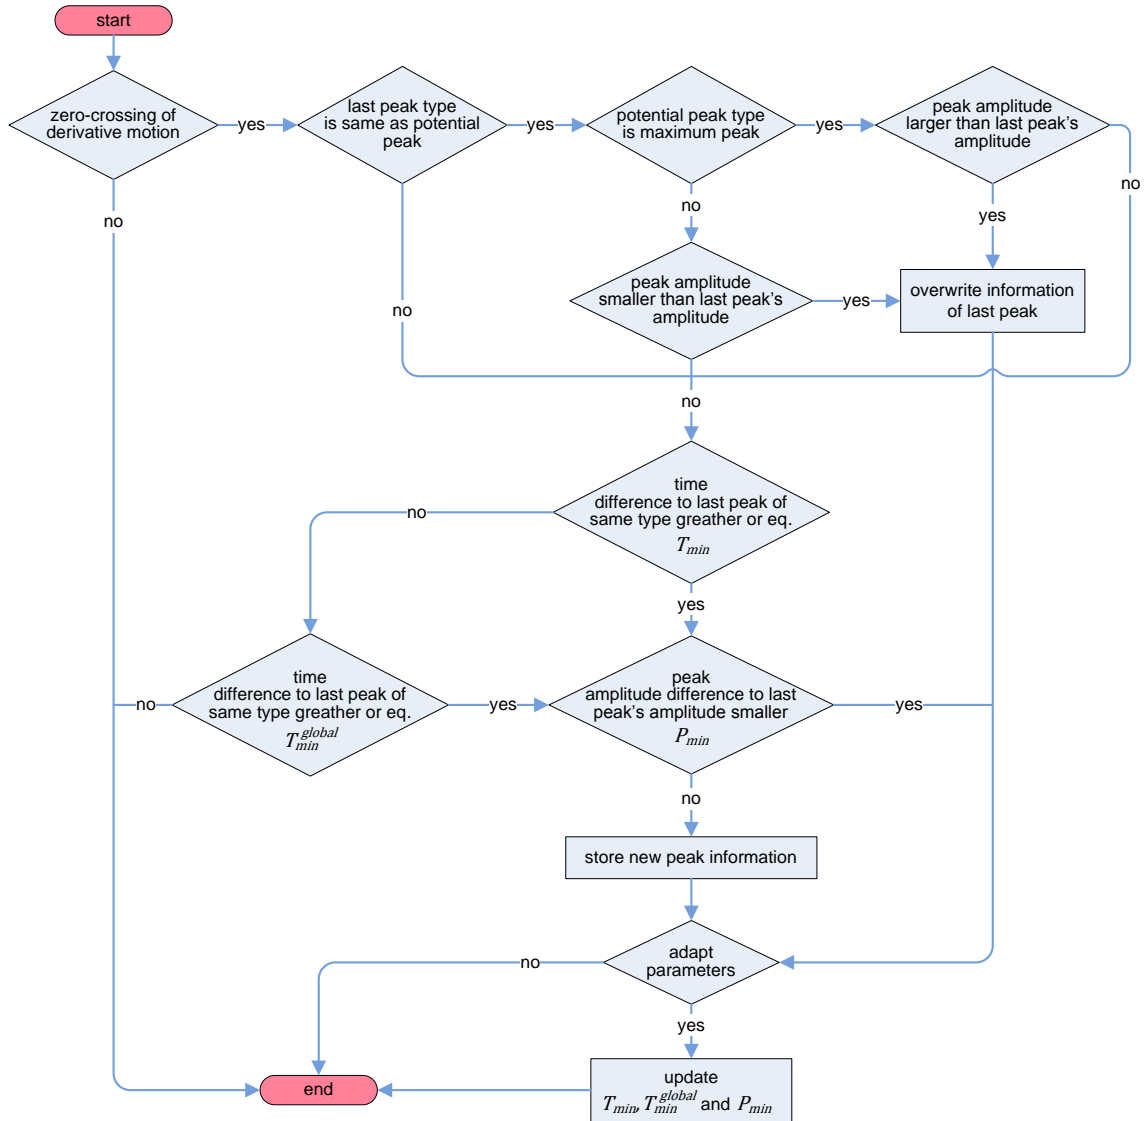 start
zero-crossing of
derivative motion
yes
last peak type
is same as potential
peak
yes
potential peak type
is maximum peak
yes
peak amplitude
larger than last peak's
amplitude
no
no
no
yes
peak amplitude
smaller than last peak's
amplitude
yes
overwrite information
of last peak
no
no
time
difference to last peak of
same type greather or eq.
T_min
no
yes
time
difference to last peak of
same type greather or eq.
T_min^global
no
yes
peak
amplitude difference to last
peak's amplitude smaller
P_min
yes
no
store new peak information
adapt
parameters
no
yes
update
T_min, T_min^global and P_min
end